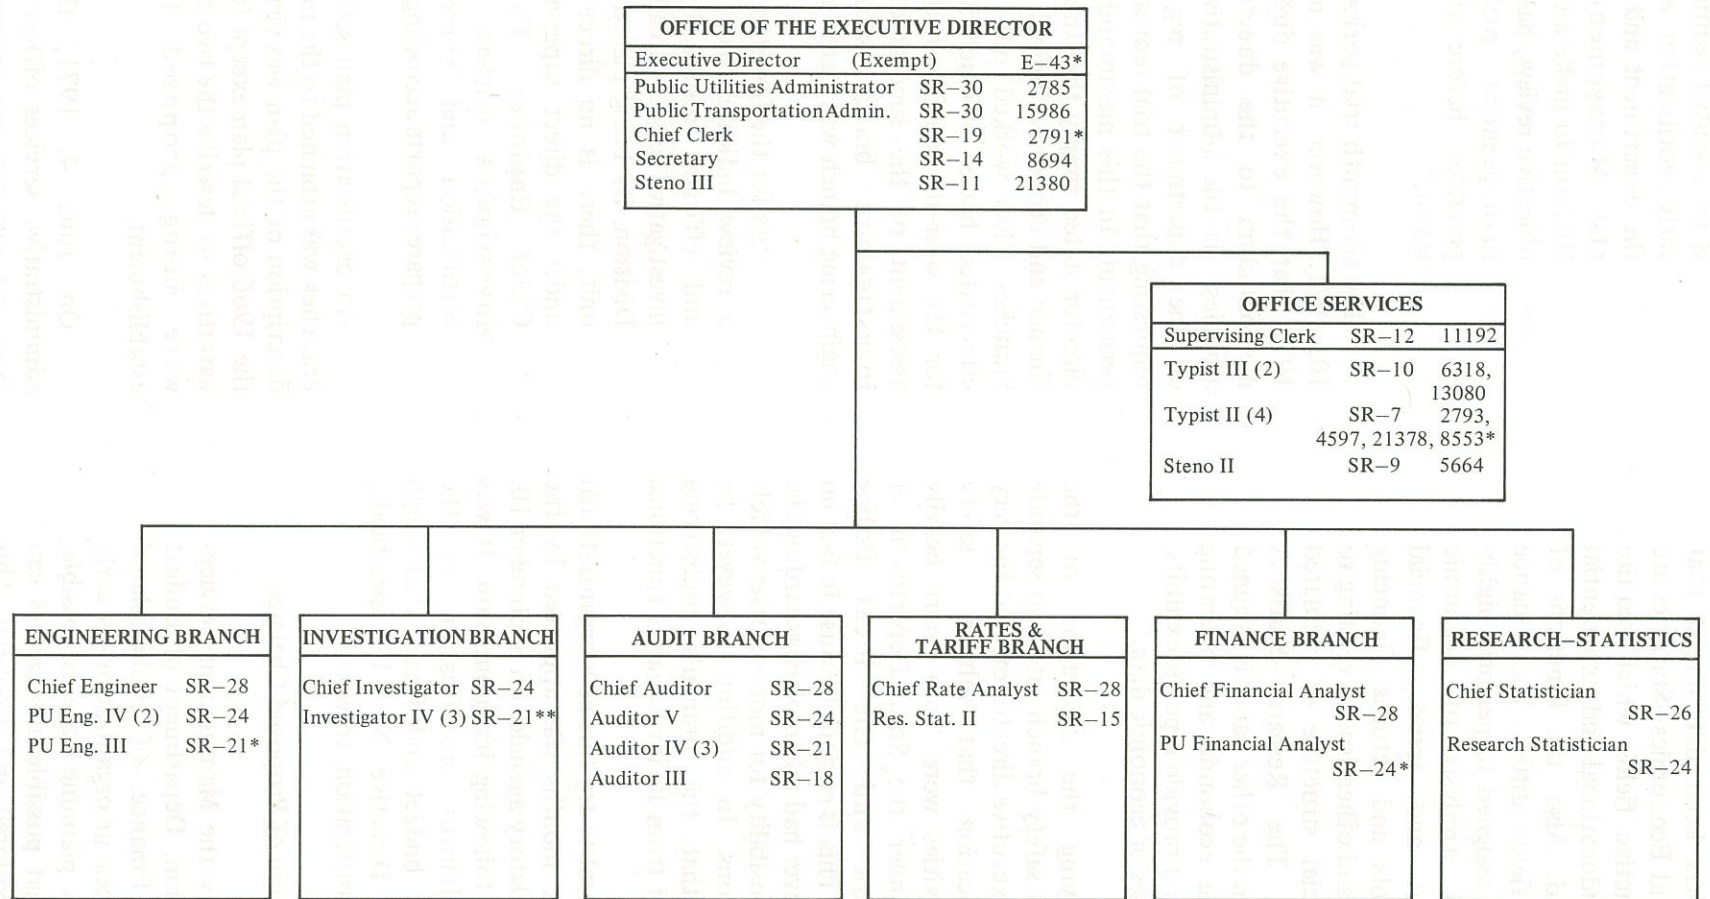 OFFICE OF THE EXECUTIVE DIRECTOR
Executive Director (Exempt) E–43*
Public Utilities Administrator SR–30 2785
Public Transportation Admin. SR–30 15986
Chief Clerk SR–19 2791*
Secretary SR–14 8694
Steno III SR–11 21380
OFFICE SERVICES
Supervising Clerk SR–12 11192
Typist III (2) SR–10 6318,
13080
Typist II (4) SR–7 2793,
4597, 21378, 8553*
Steno II SR–9 5664
ENGINEERING BRANCH
Chief Engineer SR–28
PU Eng. IV (2) SR–24
PU Eng. III SR–21*
INVESTIGATION BRANCH
Chief Investigator SR–24
Investigator IV (3) SR–21**
AUDIT BRANCH
Chief Auditor SR–28
Auditor V SR–24
Auditor IV (3) SR–21
Auditor III SR–18
RATES &
TARIFF BRANCH
Chief Rate Analyst SR–28
Res. Stat. II SR–15
FINANCE BRANCH
Chief Financial Analyst
SR–28
PU Financial Analyst
SR–24*
RESEARCH–STATISTICS
Chief Statistician
SR–26
Research Statistician
SR–24